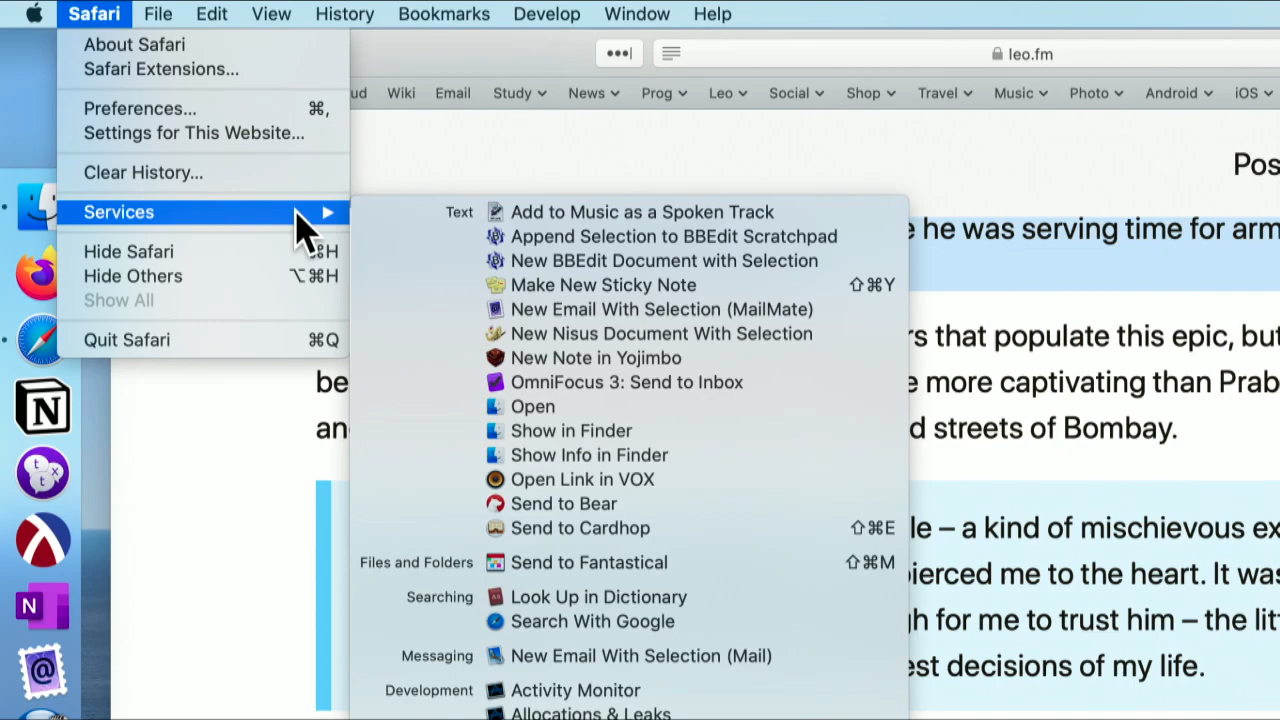 Safari File Edit View History Bookmarks Develop Window Help
About Safari
Safari Extensions...
Preferences... ⌘,
Settings for This Website...
Clear History...
Services
Hide Safari ⌘H
Hide Others ⌥⌘H
Show All
Quit Safari ⌘Q
leo.fm
ud Wiki Email Study News Prog Leo Social Shop Travel Music Photo Android iOS
Text
Add to Music as a Spoken Track
Append Selection to BBEdit Scratchpad
New BBEdit Document with Selection
Make New Sticky Note ⇧⌘Y
New Email With Selection (MailMate)
New Nisus Document With Selection
New Note in Yojimbo
OmniFocus 3: Send to Inbox
Open
Show in Finder
Show Info in Finder
Open Link in VOX
Send to Bear
Send to Cardhop ⇧⌘E
Files and Folders Send to Fantastical ⇧⌘M
Searching Look Up in Dictionary
Search With Google
Messaging New Email With Selection (Mail)
Development Activity Monitor
Allocations & Leaks
Pos
he was serving time for arm
rs that populate this epic, but
be
more captivating than Prab
an
d streets of Bombay.
le – a kind of mischievous ex
pierced me to the heart. It was
gh for me to trust him – the litt
est decisions of my life.
N
t x t
N
@